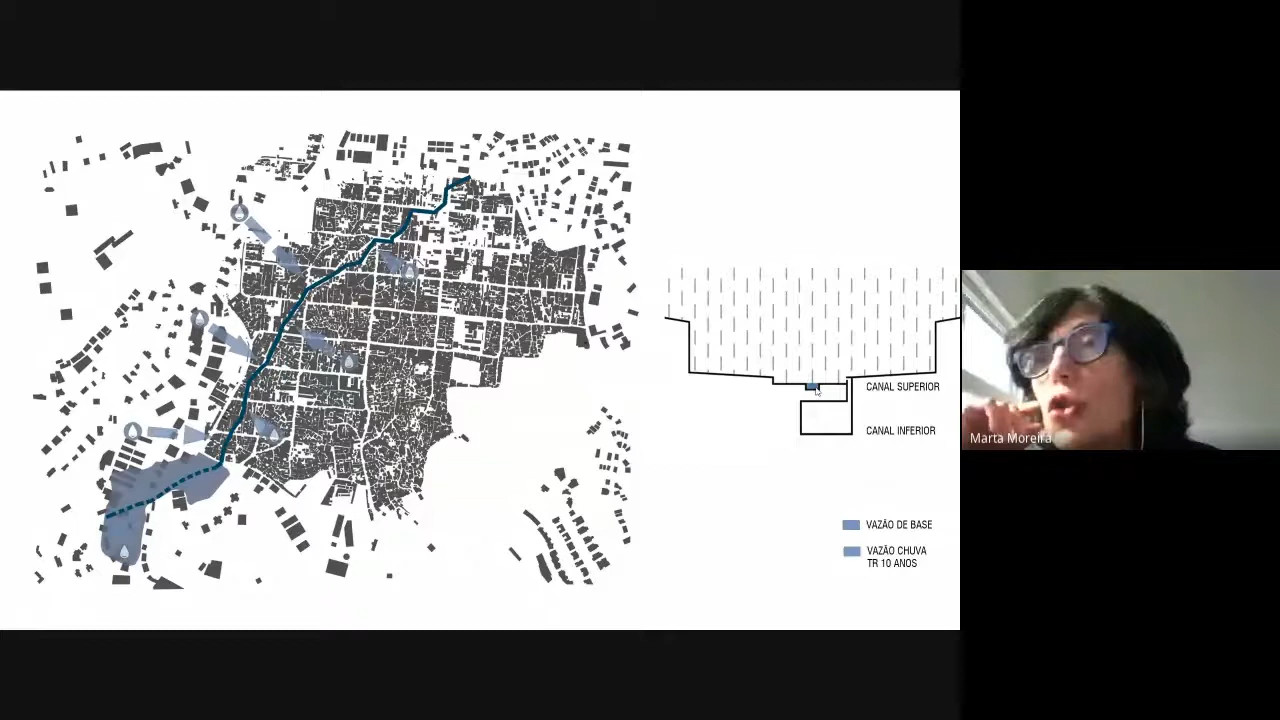 CANAL SUPERIOR
CANAL INFERIOR
VAZÃO DE BASE
VAZÃO CHUVA
TR 10 ANOS
Marta Moreira